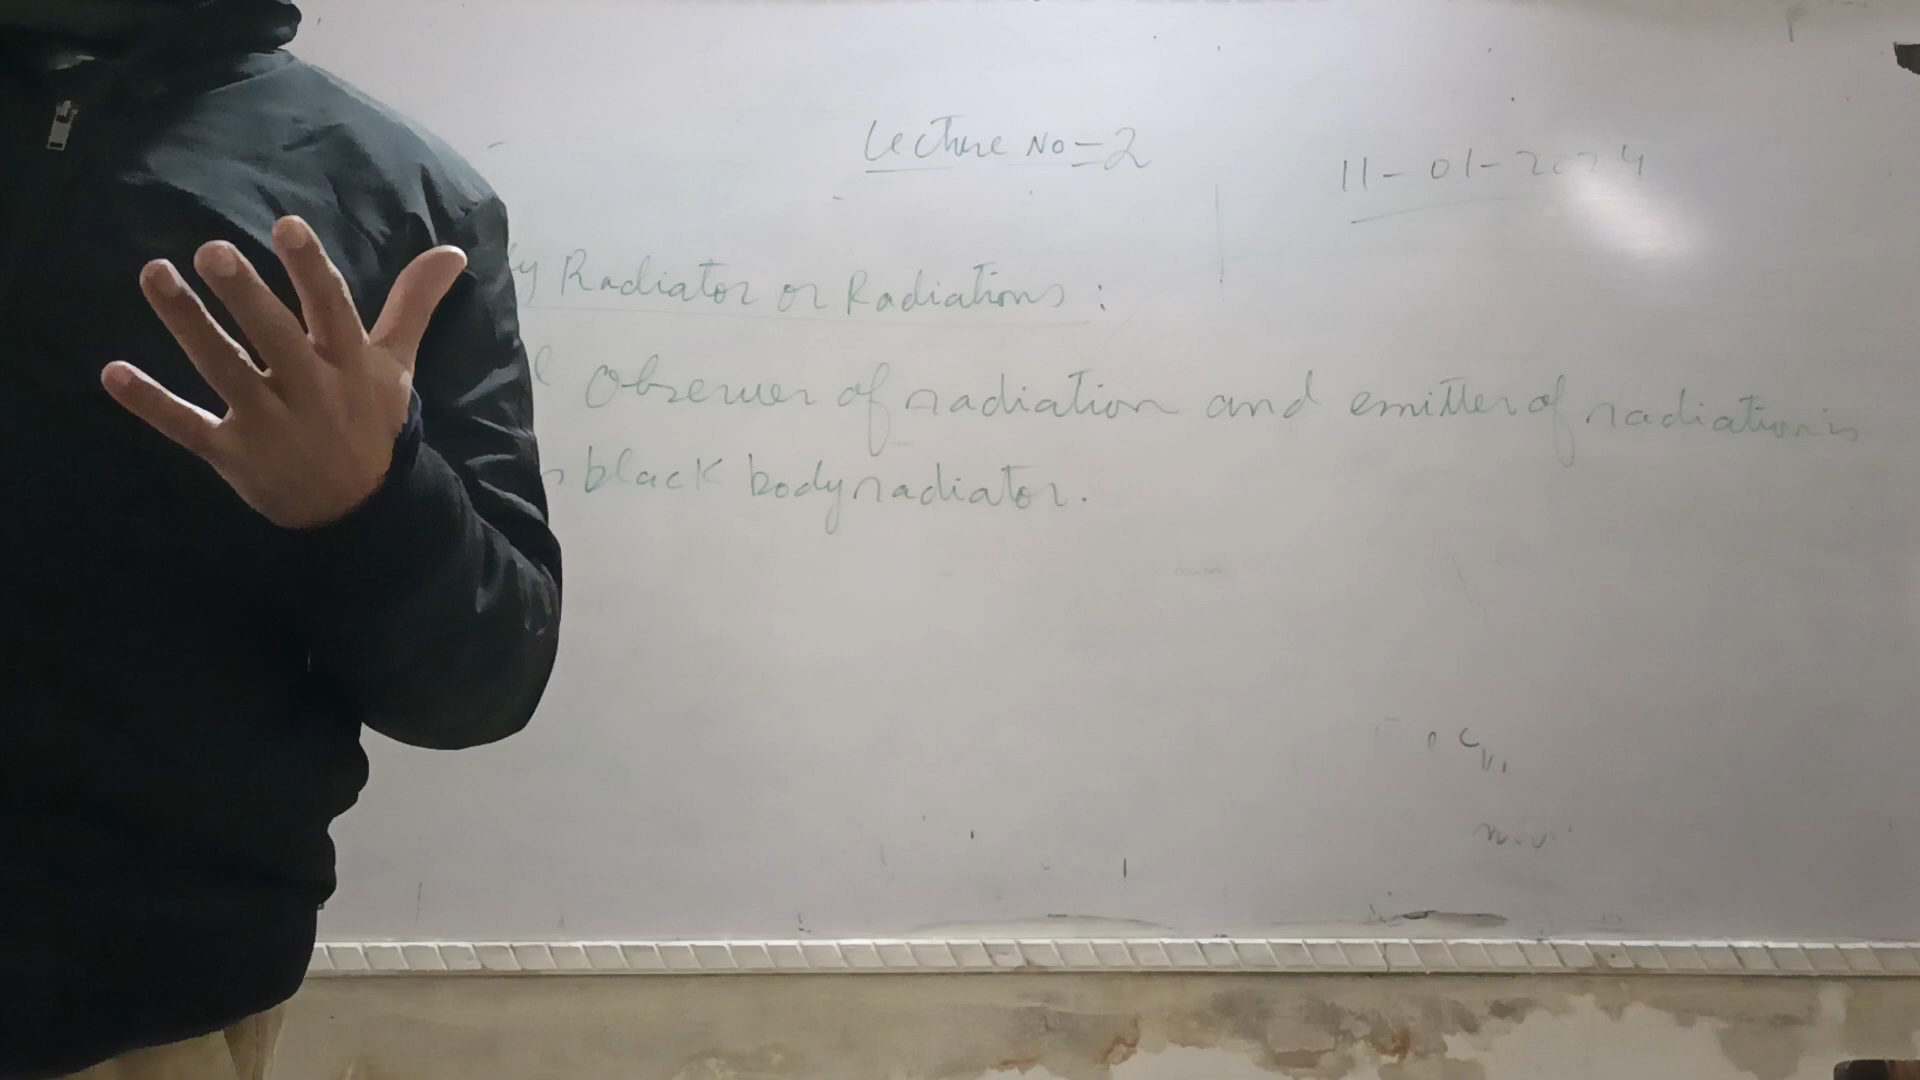 Lecture No = 2
11-01-2024
y Radiator or Radiations :
l Observer of radiation and emitter of radiation is
s black body radiator.